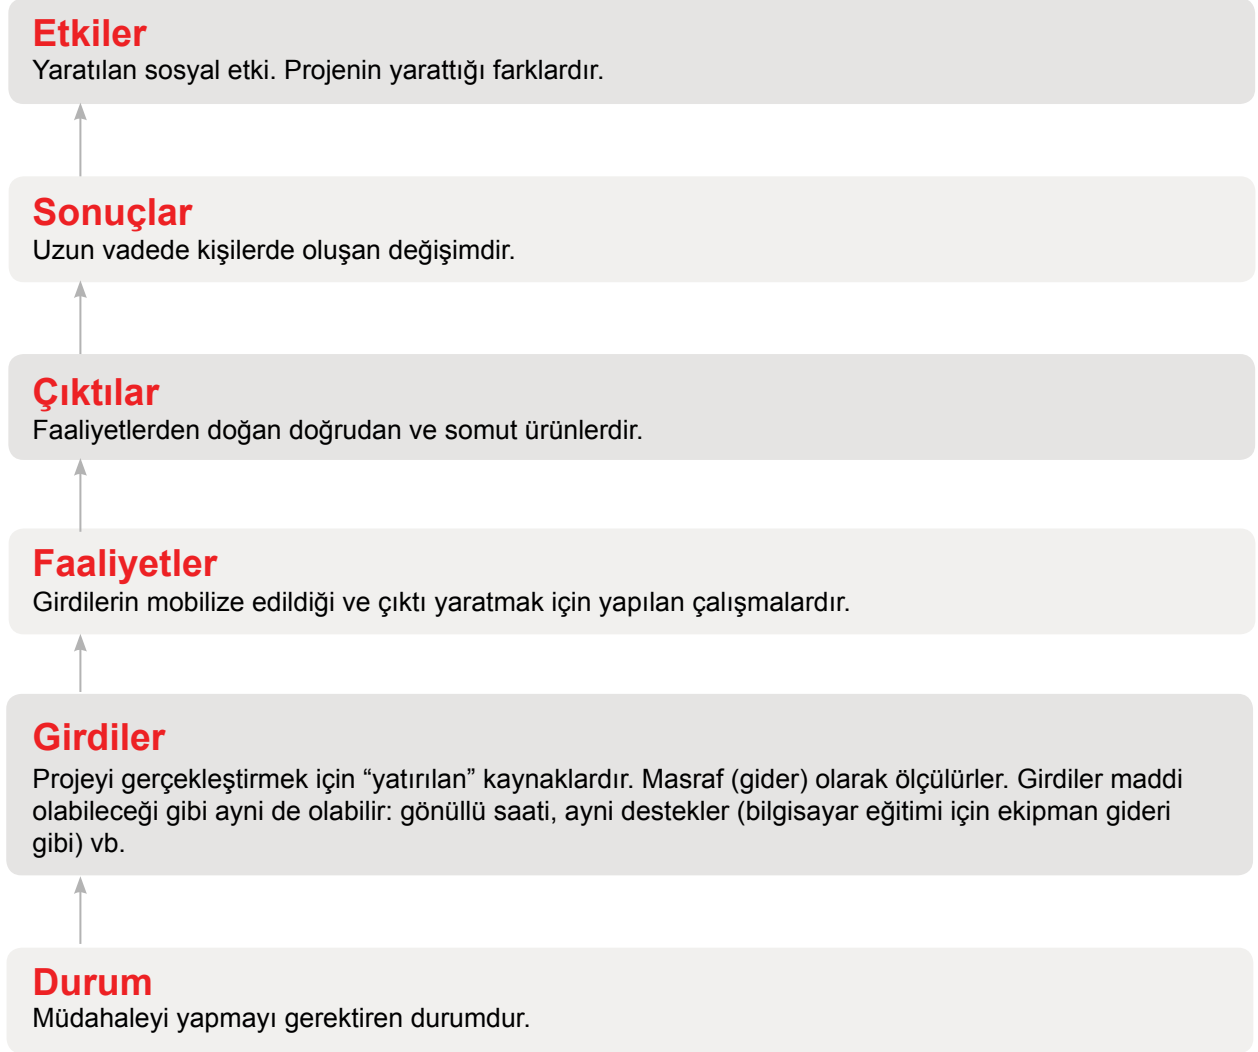 Etkiler
Yaratılan sosyal etki. Projenin yarattığı farklardır.
Sonuçlar
Uzun vadede kişilerde oluşan değişimdir.
Çıktılar
Faaliyetlerden doğan doğrudan ve somut ürünlerdir.
Faaliyetler
Girdilerin mobilize edildiği ve çıktı yaratmak için yapılan çalışmalardır.
Girdiler
Projeyi gerçekleştirmek için “yatırılan” kaynaklardır. Masraf (gider) olarak ölçülürler. Girdiler maddi
olabileceği gibi ayni de olabilir: gönüllü saati, ayni destekler (bilgisayar eğitimi için ekipman gideri
gibi) vb.
Durum
Müdahaleyi yapmayı gerektiren durumdur.